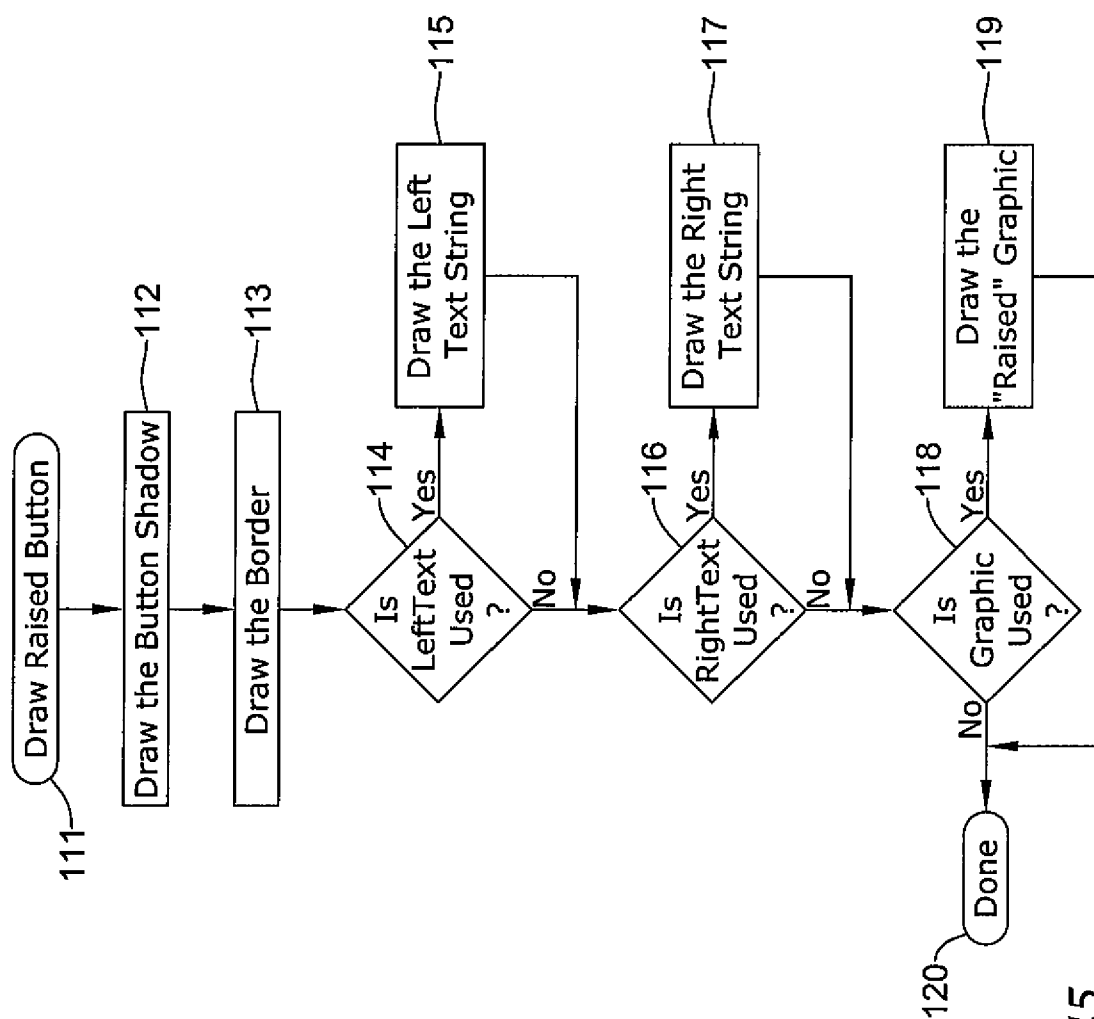 Draw Raised Button
111
Draw the Button Shadow
112
Draw the Border
113
Is
LeftText
Used
?
114
Yes
No
Draw the Left
Text String
115
Is
RightText
Used
?
116
Yes
No
Draw the Right
Text String
117
Is
Graphic
Used
?
118
Yes
No
Draw the
"Raised" Graphic
119
Done
120